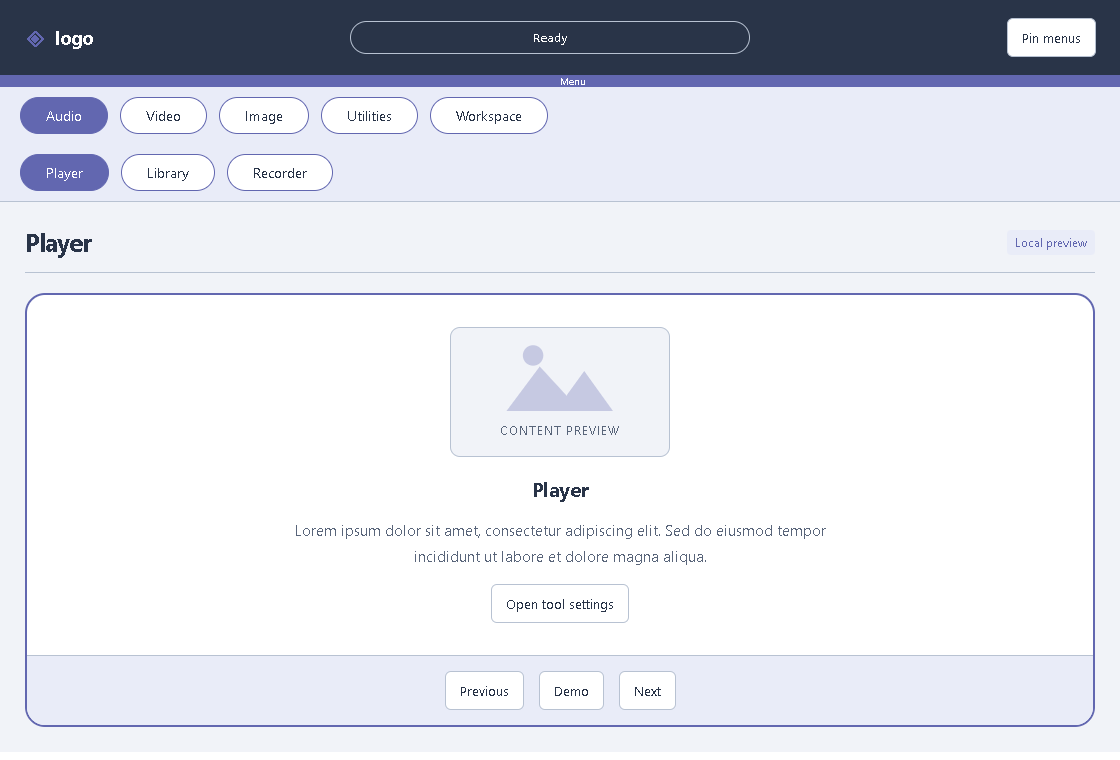 logo
Ready
Pin menus
Menu
Audio
Video
Image
Utilities
Workspace
Player
Library
Recorder
Player
Local preview
CONTENT PREVIEW
Player
Lorem ipsum dolor sit amet, consectetur adipiscing elit. Sed do eiusmod tempor
incididunt ut labore et dolore magna aliqua.
Open tool settings
Previous
Demo
Next